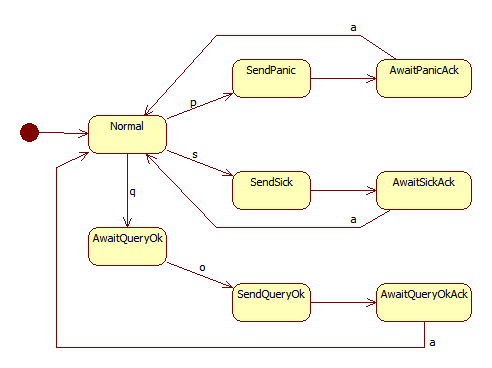 a
SendPanic
AwaitPanicAck
p
Normal
s
SendSick
AwaitSickAck
q
a
AwaitQueryOk
o
SendQueryOk
AwaitQueryOkAck
a